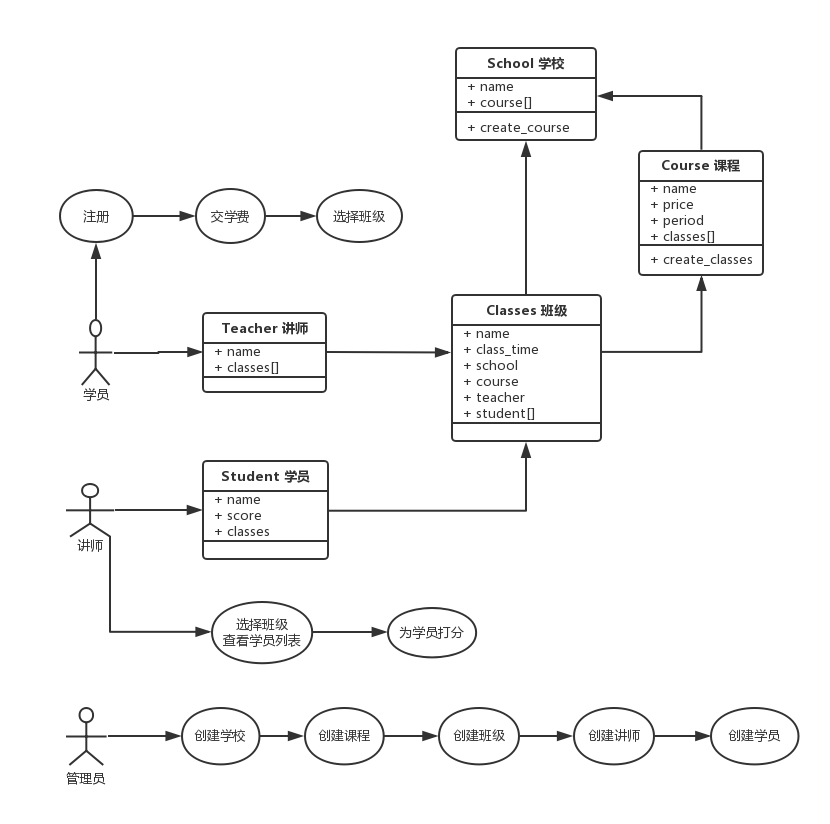 School 学校
+ name
+ course[]
+ create_course
Course 课程
+ name
+ price
+ period
+ classes[]
+ create_classes
注册
交学费
选择班级
学员
Teacher 讲师
+ name
+ classes[]
Classes 班级
+ name
+ class_time
+ school
+ course
+ teacher
+ student[]
讲师
Student 学员
+ name
+ score
+ classes
选择班级
查看学员列表
为学员打分
管理员
创建学校
创建课程
创建班级
创建讲师
创建学员